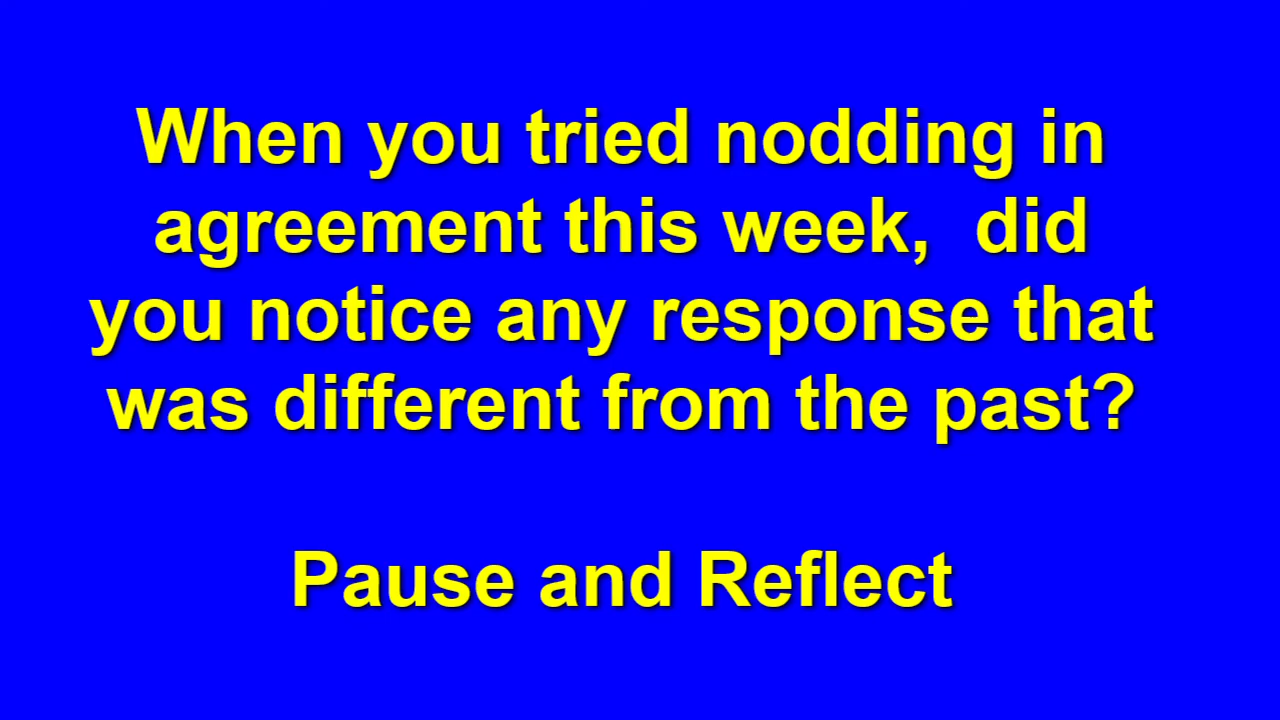 When you tried nodding in
agreement this week,  did
you notice any response that
was different from the past?
Pause and Reflect